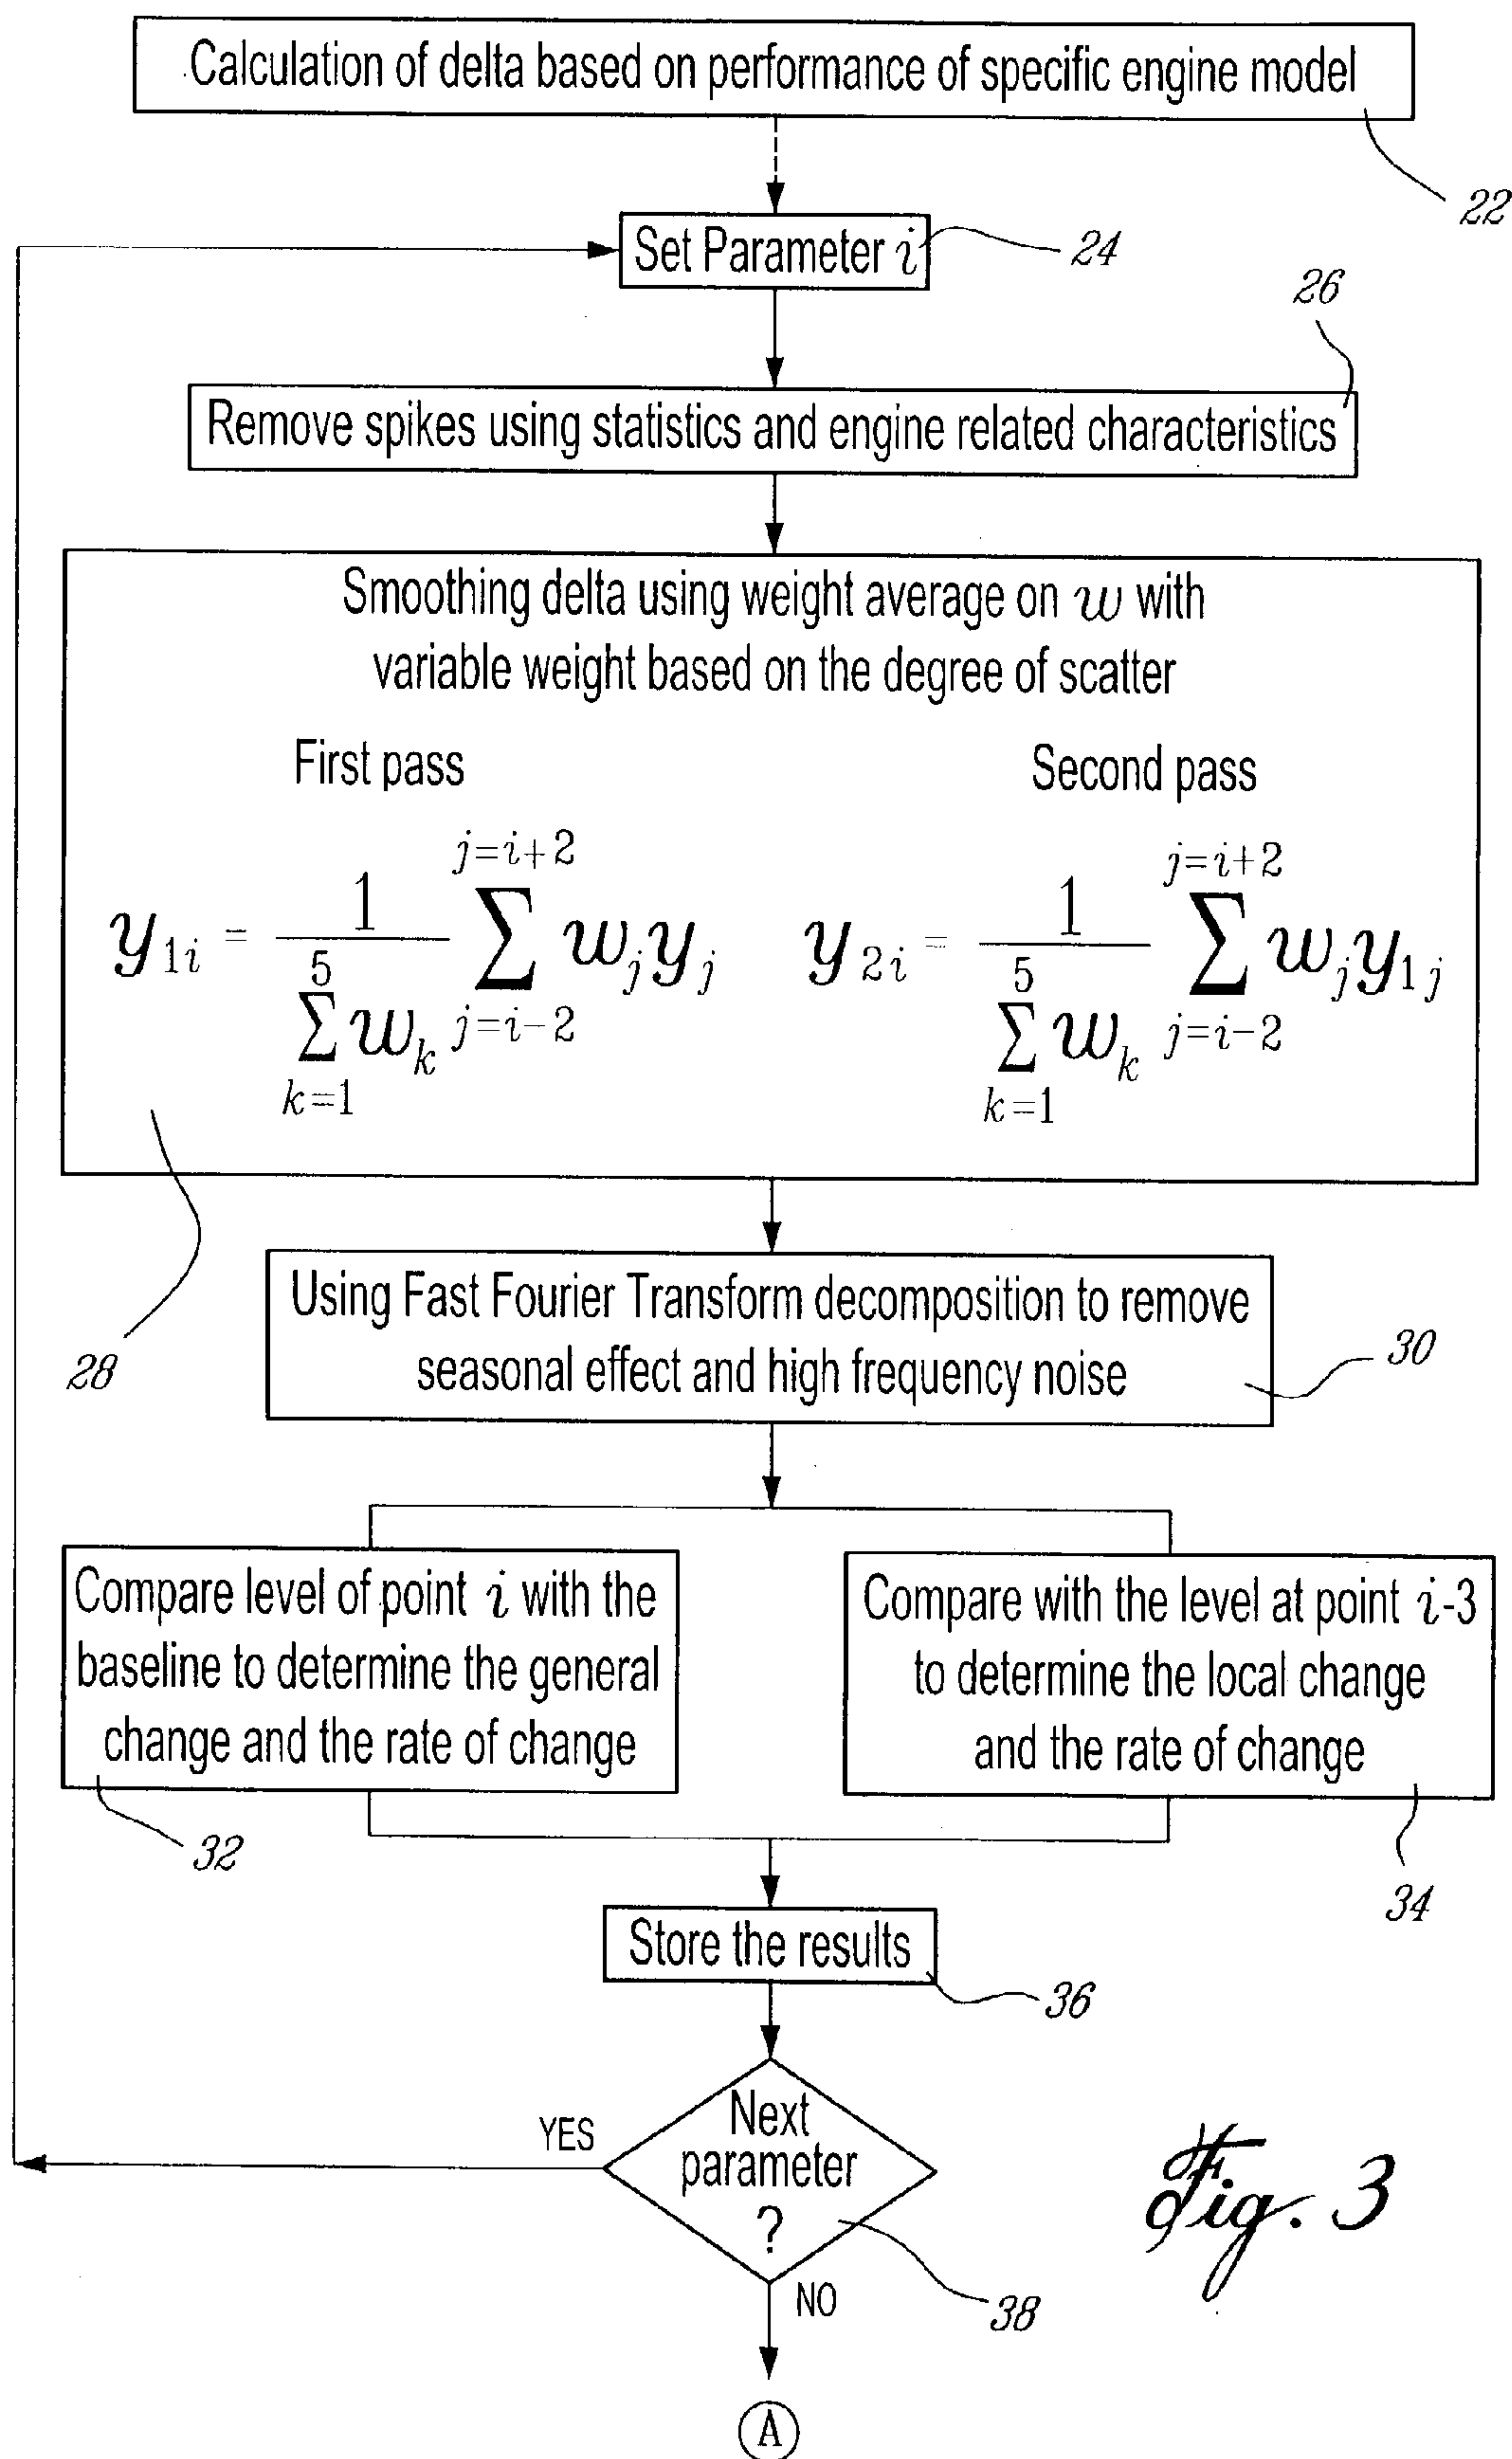 Calculation of delta based on performance of specific engine model
22
Set Parameter i
24
26
Remove spikes using statistics and engine related characteristics
Smoothing delta using weight average on w with
variable weight based on the degree of scatter
First pass
Second pass
j=i+2
y1i = 1 / ∑ wk ∑ wj yj
5
k=1
j=i-2
j=i+2
y2i = 1 / ∑ wk ∑ wj y1j
5
k=1
j=i-2
28
Using Fast Fourier Transform decomposition to remove
seasonal effect and high frequency noise
30
Compare level of point i with the
baseline to determine the general
change and the rate of change
32
Compare with the level at point i-3
to determine the local change
and the rate of change
34
Store the results
36
Next
parameter
?
YES
38
NO
A
Fig. 3